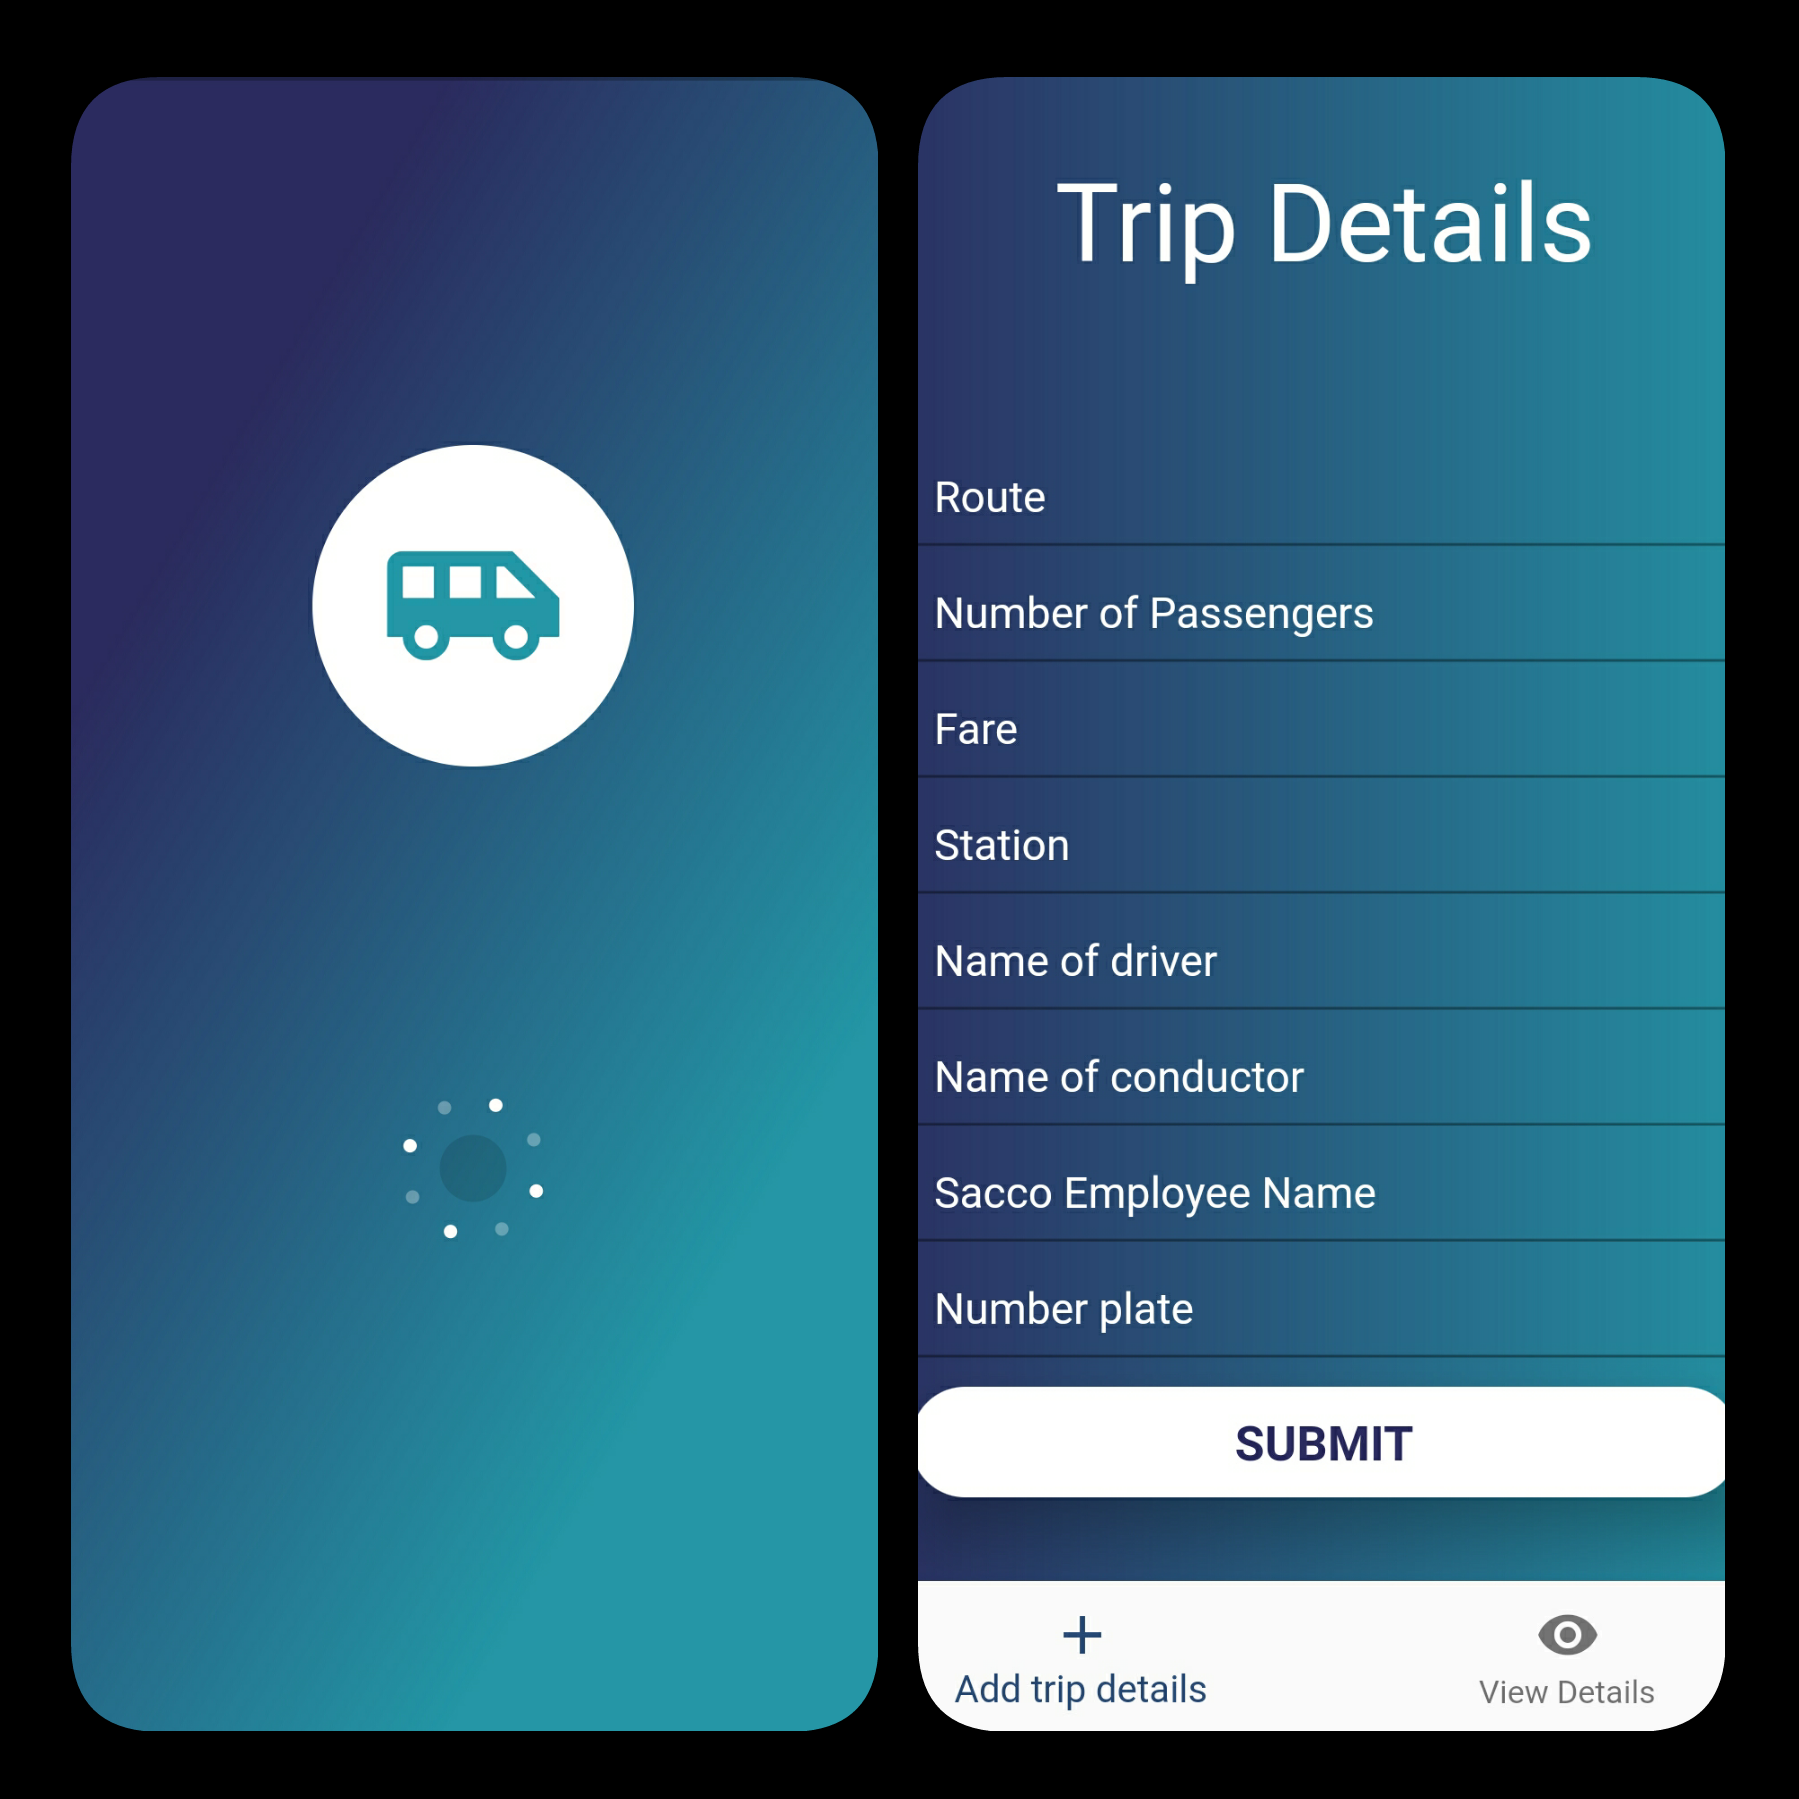 Trip Details
Route
Number of Passengers
Fare
Station
Name of driver
Name of conductor
Sacco Employee Name
Number plate
SUBMIT
Add trip details
View Details